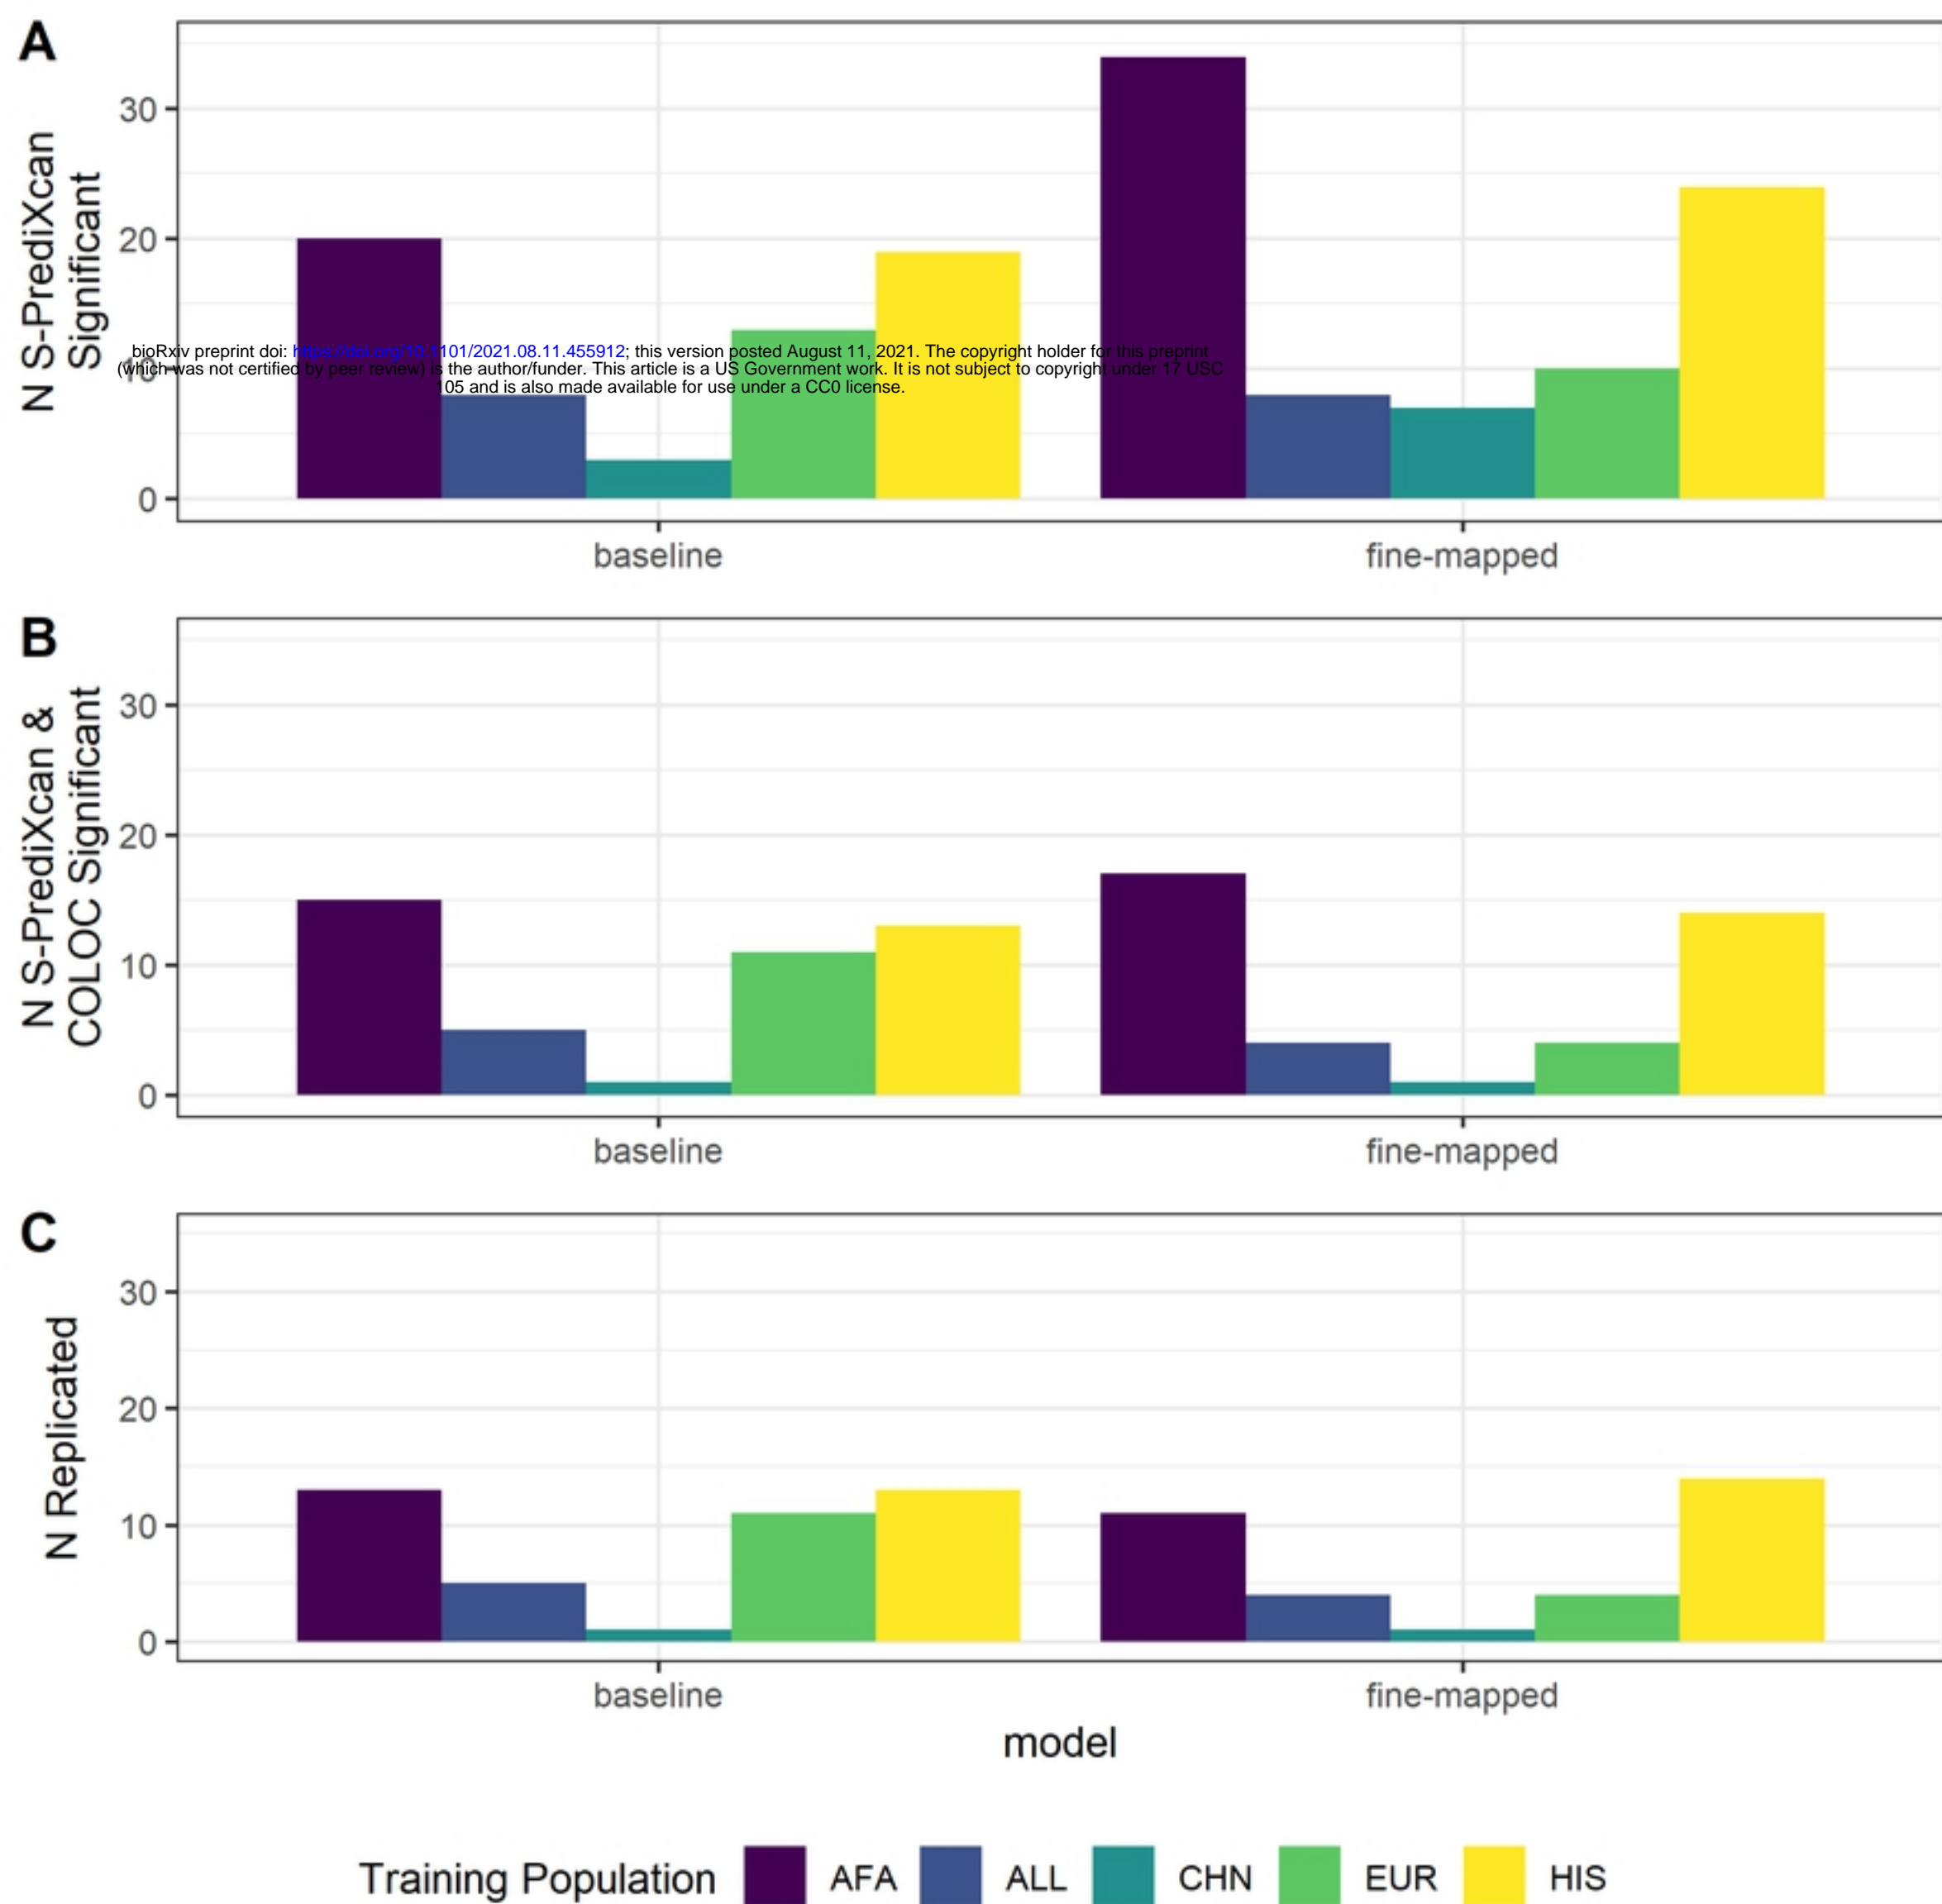 A
N S-PrediXcan
Significant
30
20
10
0
bioRxiv preprint doi: https://doi.org/10.1101/2021.08.11.455912; this version posted August 11, 2021. The copyright holder for this preprint
(which was not certified by peer review) is the author/funder. This article is a US Government work. It is not subject to copyright under 17 USC
105 and is also made available for use under a CC0 license.
baseline
fine-mapped
B
N S-PrediXcan &
COLOC Significant
30
20
10
0
baseline
fine-mapped
C
N Replicated
30
20
10
0
baseline
fine-mapped
model
Training Population AFA ALL CHN EUR HIS